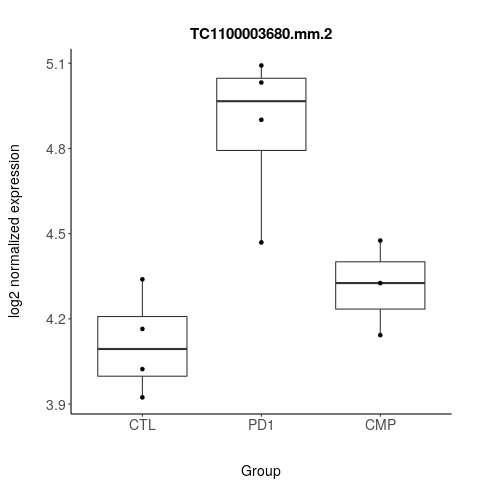 TC1100003680.mm.2
log2 normalized expression
5.1
4.8
4.5
4.2
3.9
CTL PD1 CMP
Group